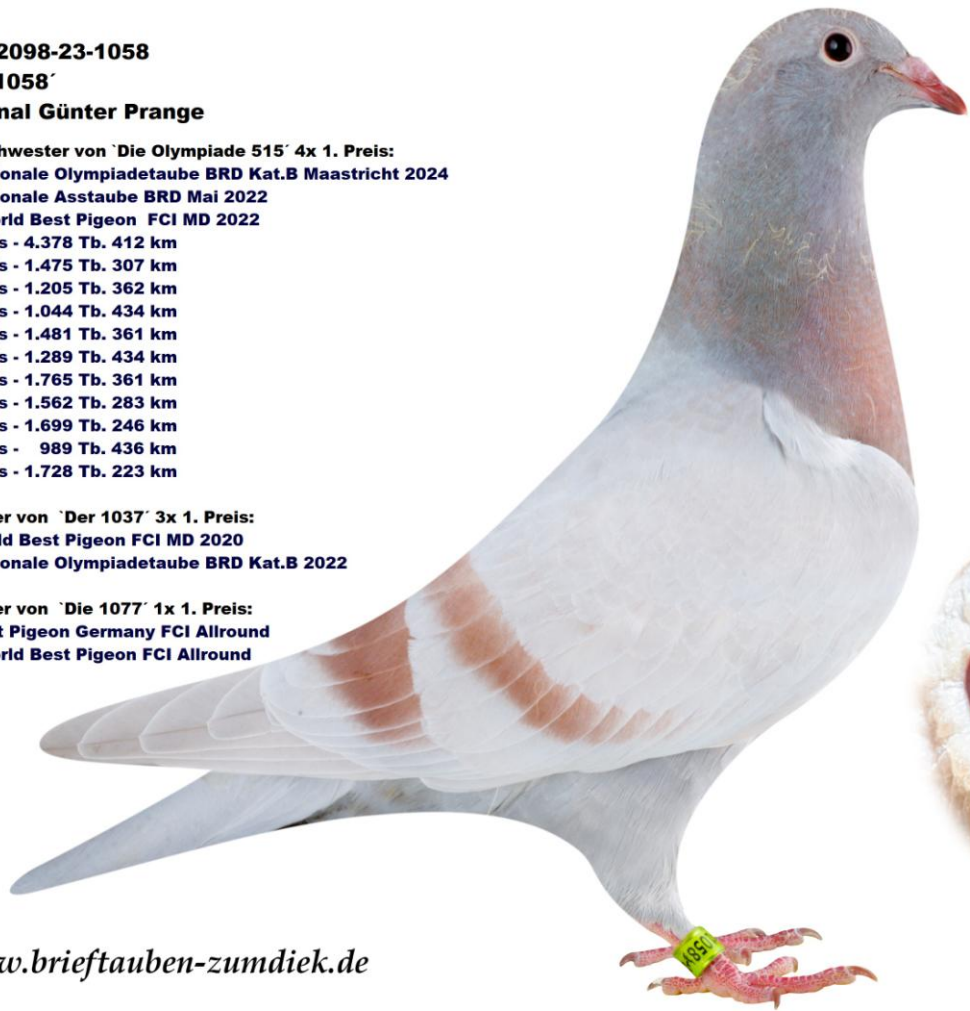 2098-23-1058
1058´
nal Günter Prange
hwester von `Die Olympiade 515´ 4x 1. Preis:
onale Olympiadetaube BRD Kat.B Maastricht 2024
onale Asstaube BRD Mai 2022
rld Best Pigeon FCI MD 2022
s - 4.378 Tb. 412 km
s - 1.475 Tb. 307 km
s - 1.205 Tb. 362 km
s - 1.044 Tb. 434 km
s - 1.481 Tb. 361 km
s - 1.289 Tb. 434 km
s - 1.765 Tb. 361 km
s - 1.562 Tb. 283 km
s - 1.699 Tb. 246 km
s - 989 Tb. 436 km
s - 1.728 Tb. 223 km
er von `Der 1037´ 3x 1. Preis:
ld Best Pigeon FCI MD 2020
onale Olympiadetaube BRD Kat.B 2022
er von `Die 1077´ 1x 1. Preis:
t Pigeon Germany FCI Allround
rld Best Pigeon FCI Allround
w.brieftauben-zumdiek.de